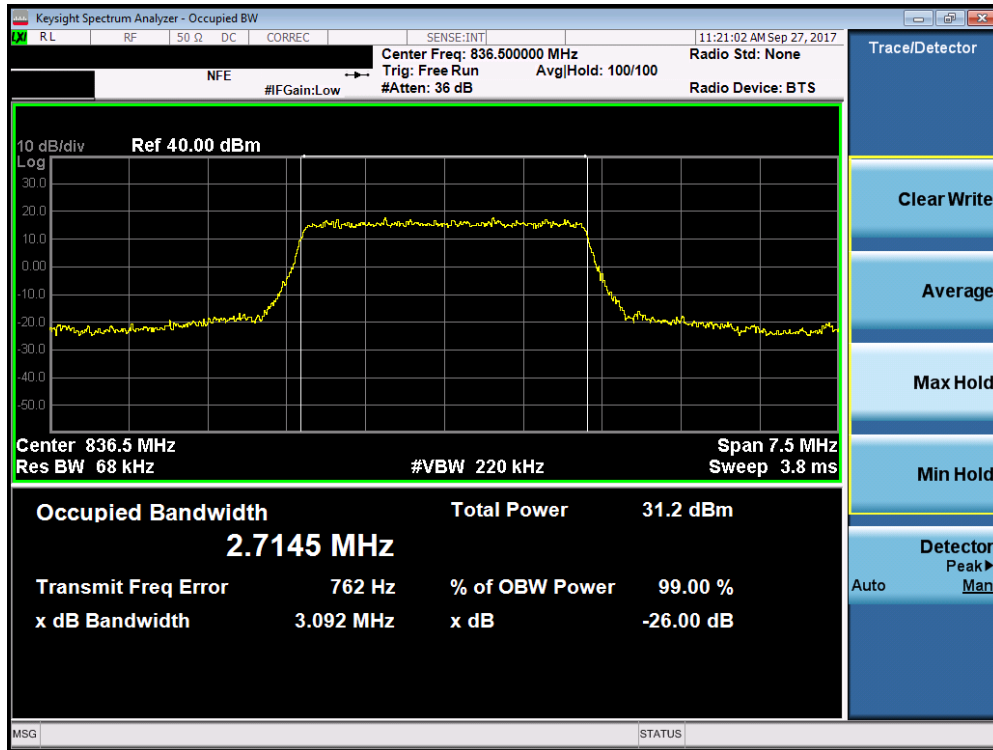 Keysight Spectrum Analyzer - Occupied BW
LXI RL RF 50 Ω DC CORREC SENSE:INT 11:21:02 AM Sep 27, 2017
Center Freq: 836.500000 MHz Radio Std: None
NFE Trig: Free Run Avg|Hold: 100/100
#IFGain:Low #Atten: 36 dB Radio Device: BTS
Trace/Detector
10 dB/div Ref 40.00 dBm
Log
30.0
20.0
10.0
0.00
-10.0
-20.0
-30.0
-40.0
-50.0
Center 836.5 MHz Span 7.5 MHz
Res BW 68 kHz #VBW 220 kHz Sweep 3.8 ms
Occupied Bandwidth Total Power 31.2 dBm
2.7145 MHz
Transmit Freq Error 762 Hz % of OBW Power 99.00 %
x dB Bandwidth 3.092 MHz x dB -26.00 dB
Clear Write
Average
Max Hold
Min Hold
Detector
Peak▶
Auto Man
MSG STATUS